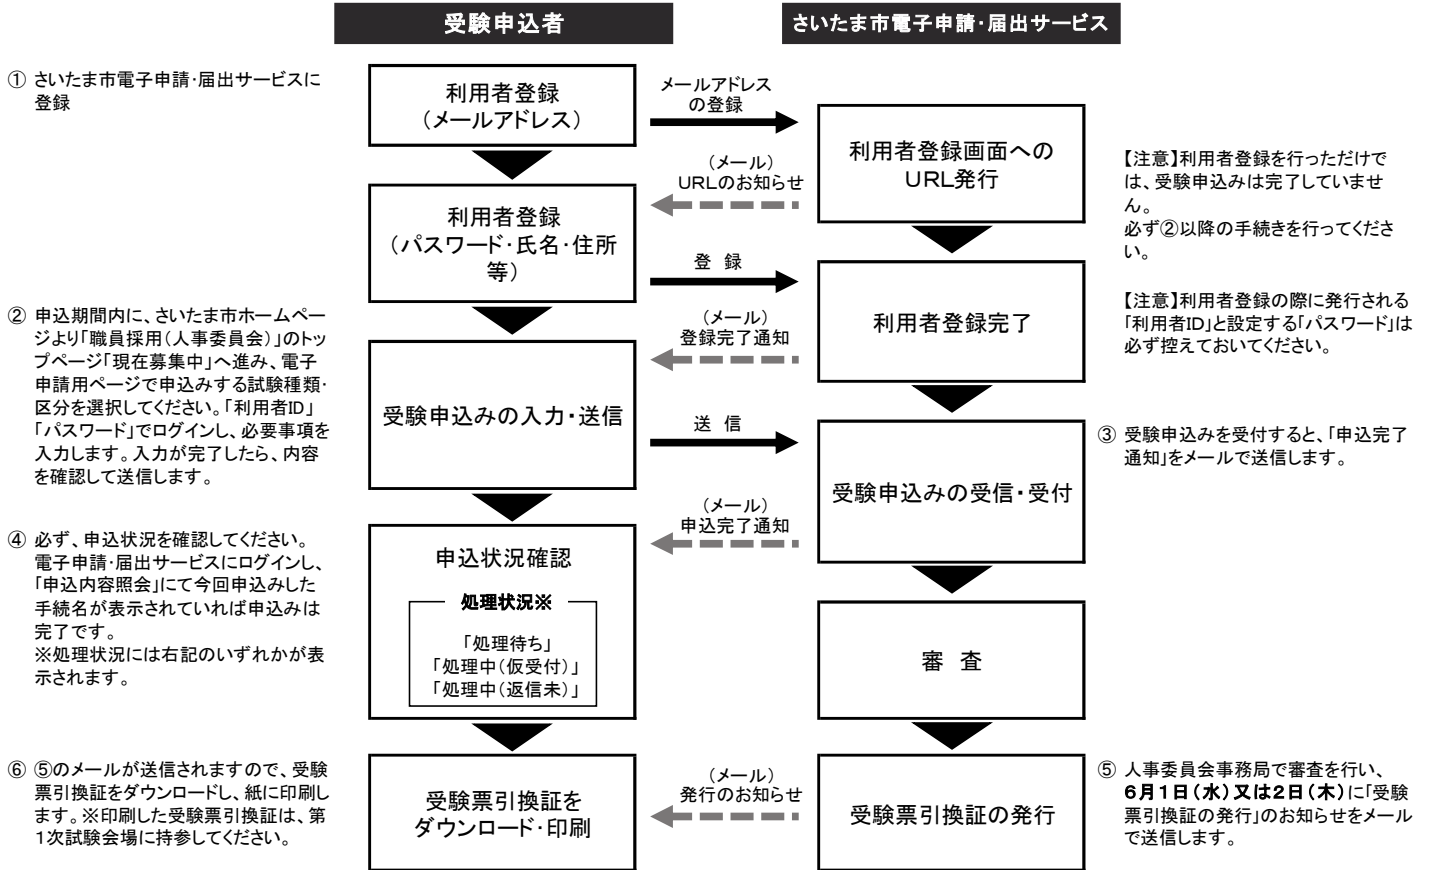 受験申込者
さいたま市電子申請・届出サービス
① さいたま市電子申請・届出サービスに
登録
利用者登録
（メールアドレス）
メールアドレス
の登録
利用者登録画面への
ＵＲＬ発行
（メール）
ＵＲＬのお知らせ
【注意】利用者登録を行っただけで
は、受験申込みは完了していませ
ん。
必ず②以降の手続きを行ってくださ
い。
利用者登録
（パスワード・氏名・住所
等）
登 録
【注意】利用者登録の際に発行される
「利用者ID」と設定する「パスワード」は
必ず控えておいてください。
利用者登録完了
（メール）
登録完了通知
② 申込期間内に、さいたま市ホームペー
ジより「職員採用（人事委員会）」のトッ
プページ「現在募集中」へ進み、電子
申請用ページで申込みする試験種類・
区分を選択してください。「利用者ID」
「パスワード」でログインし、必要事項を
入力します。入力が完了したら、内容
を確認して送信します。
受験申込みの入力・送信
送 信
③ 受験申込みを受付すると、「申込完了
通知」をメールで送信します。
受験申込みの受信・受付
（メール）
申込完了通知
④ 必ず、申込状況を確認してください。
電子申請・届出サービスにログインし、
「申込内容照会」にて今回申込みした
手続名が表示されていれば申込みは
完了です。
※処理状況には右記のいずれかが表
示されます。
申込状況確認
処理状況※
「処理待ち」
「処理中（仮受付）」
「処理中（返信未）」
審 査
⑥ ⑤のメールが送信されますので、受験
票引換証をダウンロードし、紙に印刷し
ます。※印刷した受験票引換証は、第
１次試験会場に持参してください。
受験票引換証を
ダウンロード・印刷
（メール）
発行のお知らせ
受験票引換証の発行
⑤ 人事委員会事務局で審査を行い、
６月１日（水）又は２日（木）に「受験
票引換証の発行」のお知らせをメール
で送信します。